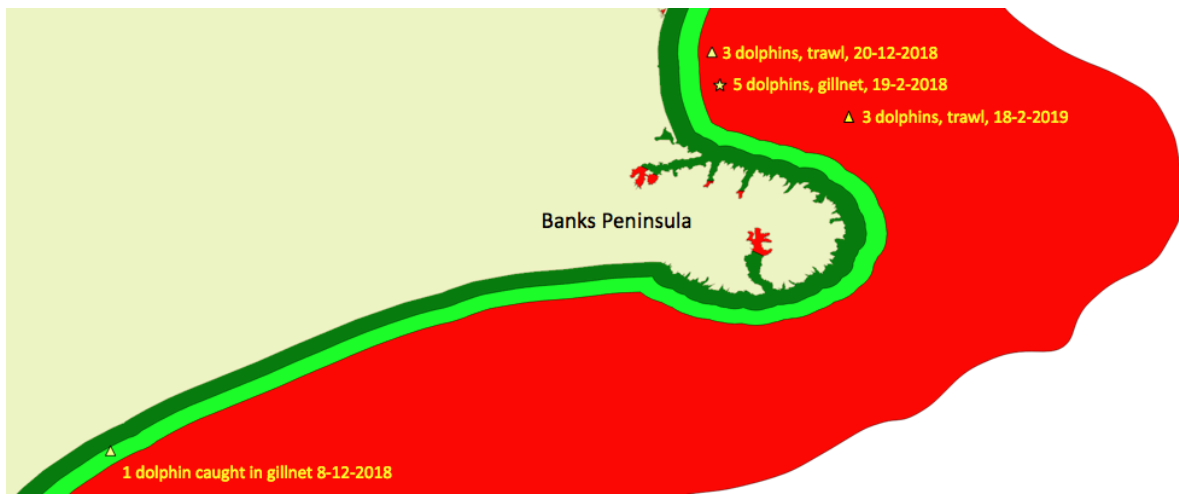 3 dolphins, trawl, 20-12-2018
5 dolphins, gillnet, 19-2-2018
3 dolphins, trawl, 18-2-2019
Banks Peninsula
1 dolphin caught in gillnet 8-12-2018